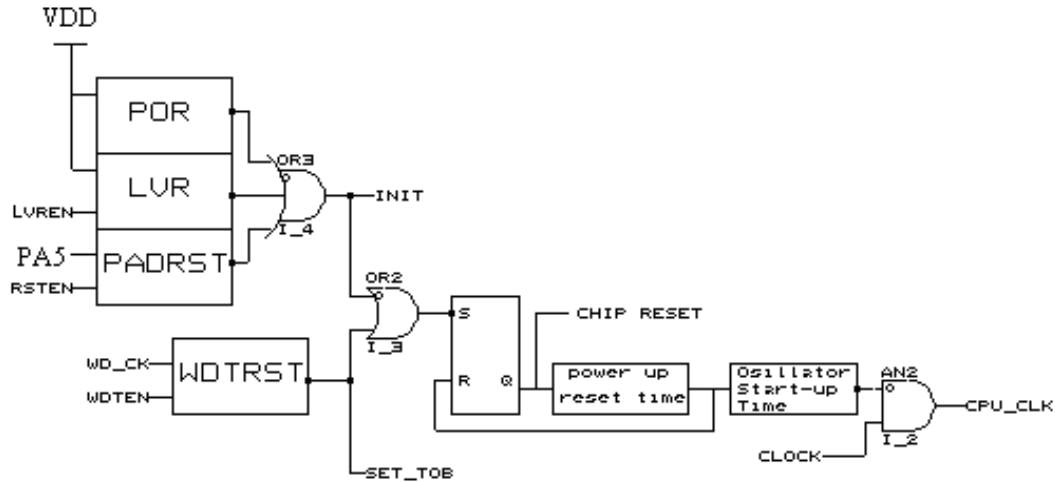 VDD
POR
OR3
LVR
INIT
LVREN
I_4
PA5
PADRST
RSTEN
OR2
S
CHIP RESET
I_3
WD_CK
WDTRST
WDTEN
R
Q
power up
reset time
Osillator
Start-up
Time
AN2
CPU_CLK
I_2
CLOCK
SET_TOB